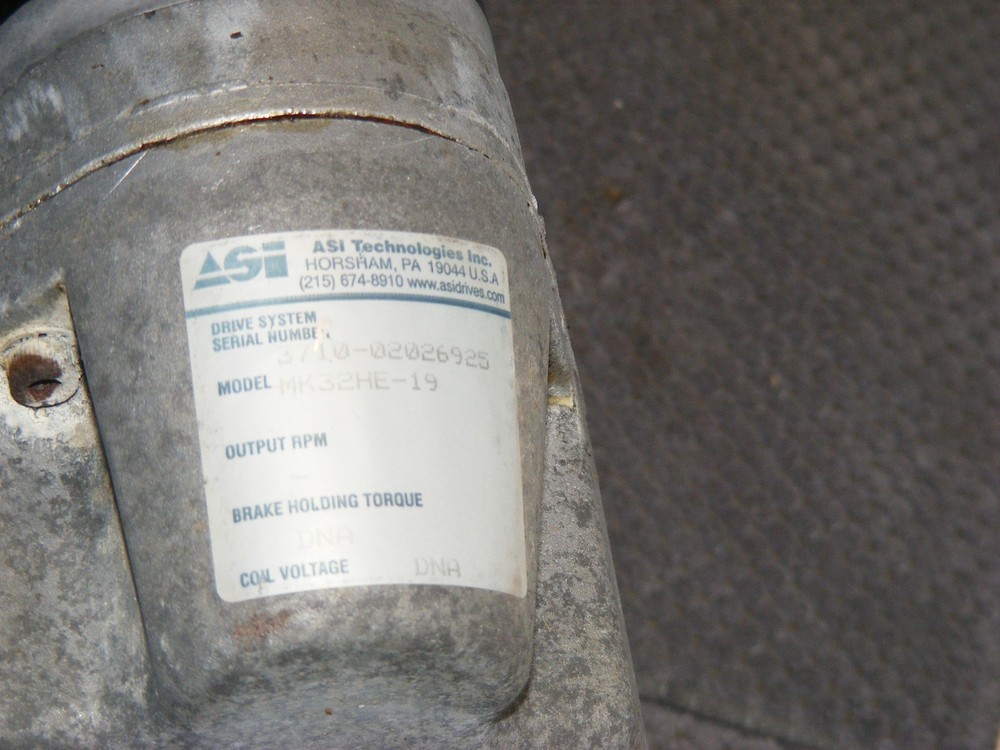 ASI
ASI Technologies Inc.
HORSHAM, PA 19044 U.S.A
(215) 674-8910 www.asidrives.com
DRIVE SYSTEM
SERIAL NUMBER
3710-02026925
MODEL MK32HE-19
OUTPUT RPM
-
BRAKE HOLDING TORQUE
DNA
COIL VOLTAGE DNA